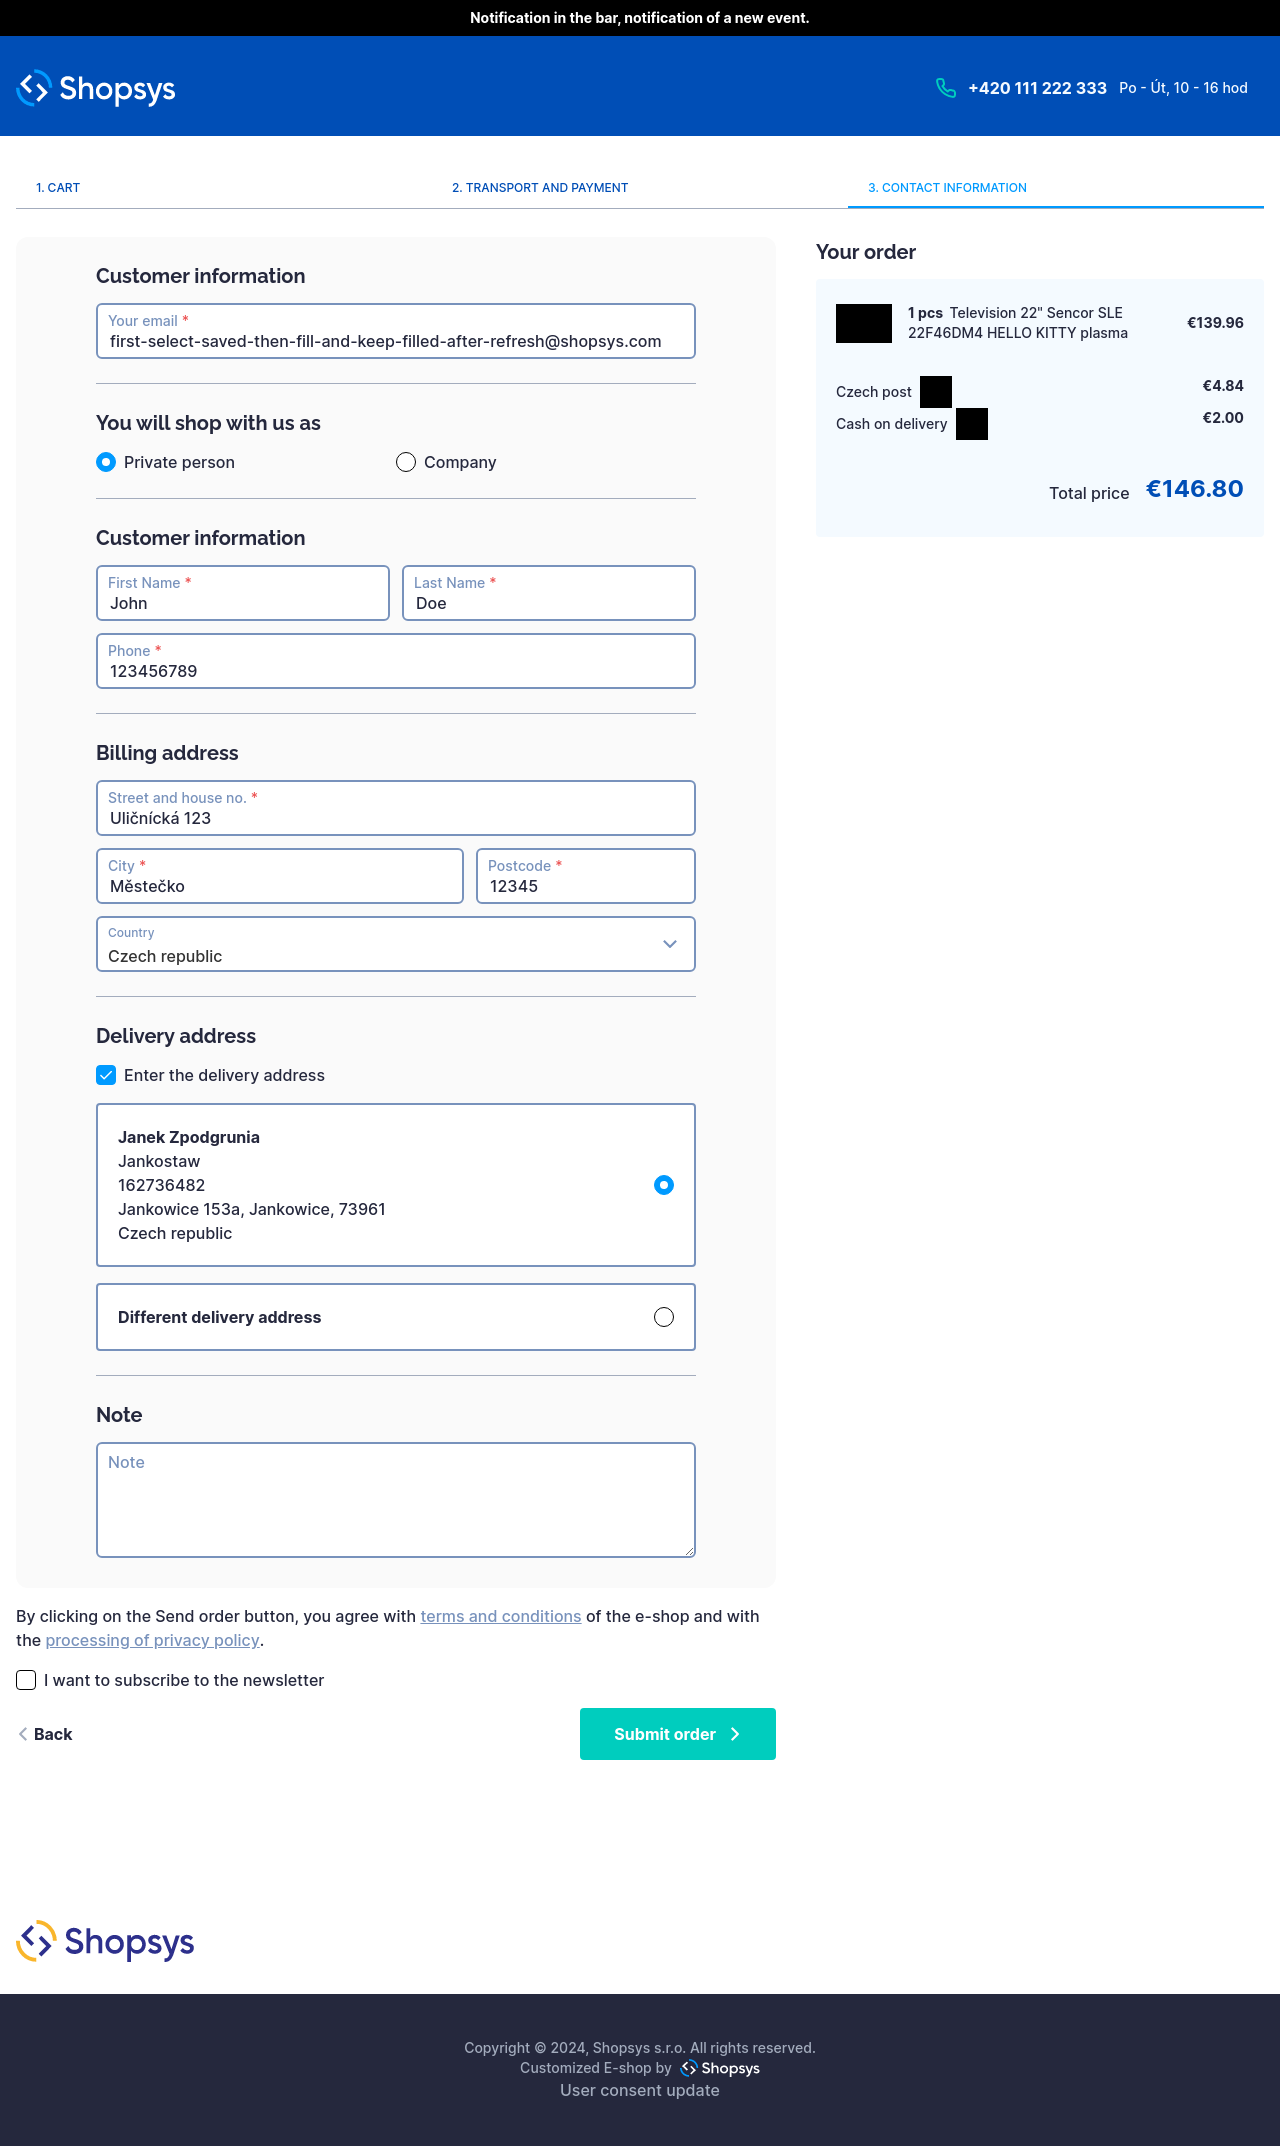 Notification in the bar, notification of a new event.
Shopsys
+420 111 222 333 Po - Út, 10 - 16 hod
1. CART
2. TRANSPORT AND PAYMENT
3. CONTACT INFORMATION
Customer information
Your email *
first-select-saved-then-fill-and-keep-filled-after-refresh@shopsys.com
You will shop with us as
Private person
Company
Customer information
First Name *
John
Last Name *
Doe
Phone *
123456789
Billing address
Street and house no. *
Uličnícká 123
City *
Městečko
Postcode *
12345
Country
Czech republic
Delivery address
Enter the delivery address
Janek Zpodgrunia
Jankostaw
162736482
Jankowice 153a, Jankowice, 73961
Czech republic
Different delivery address
Note
Note
Your order
1 pcs Television 22" Sencor SLE
22F46DM4 HELLO KITTY plasma
€139.96
Czech post
€4.84
Cash on delivery
€2.00
Total price €146.80
By clicking on the Send order button, you agree with terms and conditions of the e-shop and with
the processing of privacy policy.
I want to subscribe to the newsletter
Back
Submit order
Shopsys
Copyright © 2024, Shopsys s.r.o. All rights reserved.
Customized E-shop by Shopsys
User consent update